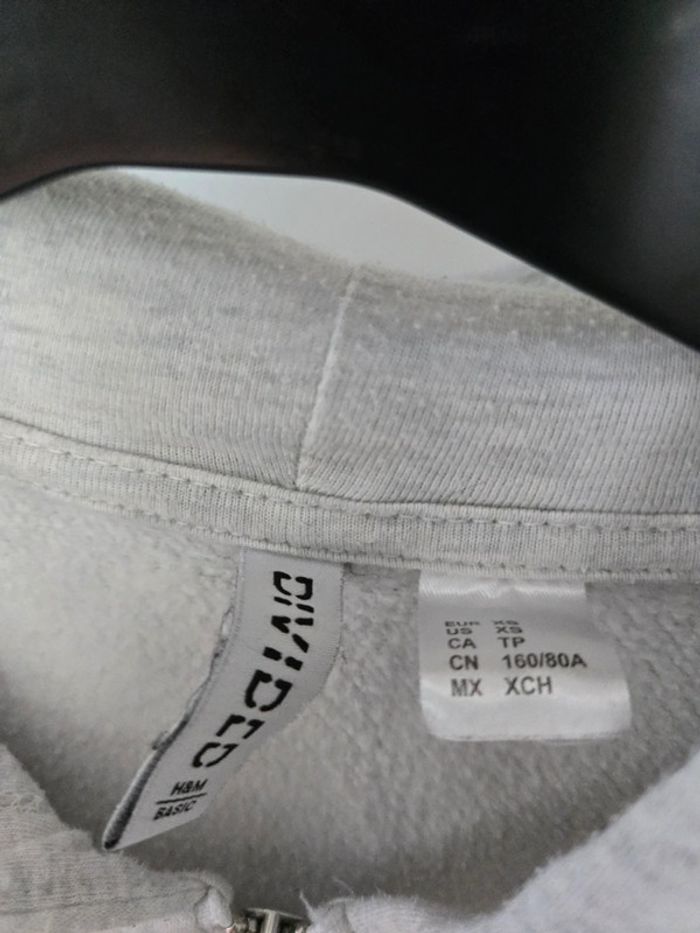 DIVIDED
H&M
BASIC
EUR XS
US XS
CA TP
CN 160/80A
MX XCH